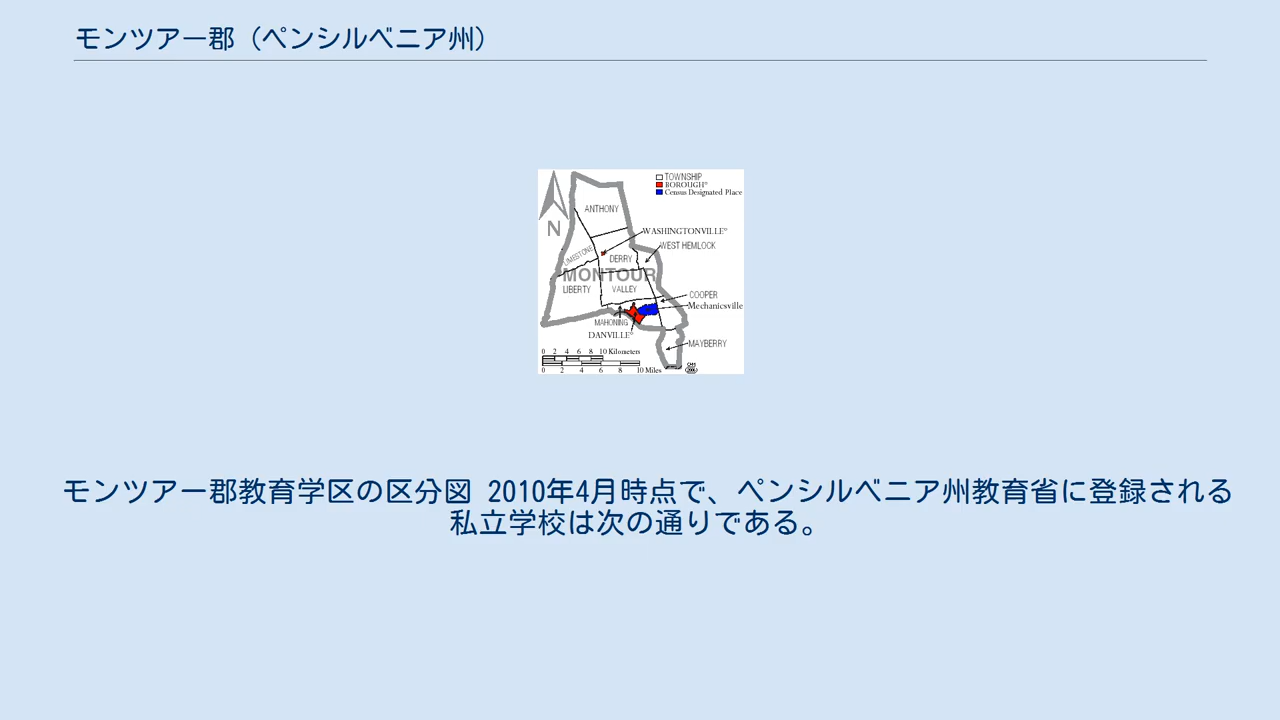 モンツアー郡（ペンシルベニア州）
TOWNSHIP
BOROUGH°
Census Designated Place
N
ANTHONY
WASHINGTONVILLE°
WEST HEMLOCK
LIMESTONE
DERRY
MONTOUR
LIBERTY
VALLEY
COOPER
Mechanicsville
MAHONING
DANVILLE°
MAYBERRY
0 2 4 6 8 10 Kilometers
0 2 4 6 8 10 Miles
モンツアー郡教育学区の区分図 2010年4月時点で、ペンシルベニア州教育省に登録される
私立学校は次の通りである。